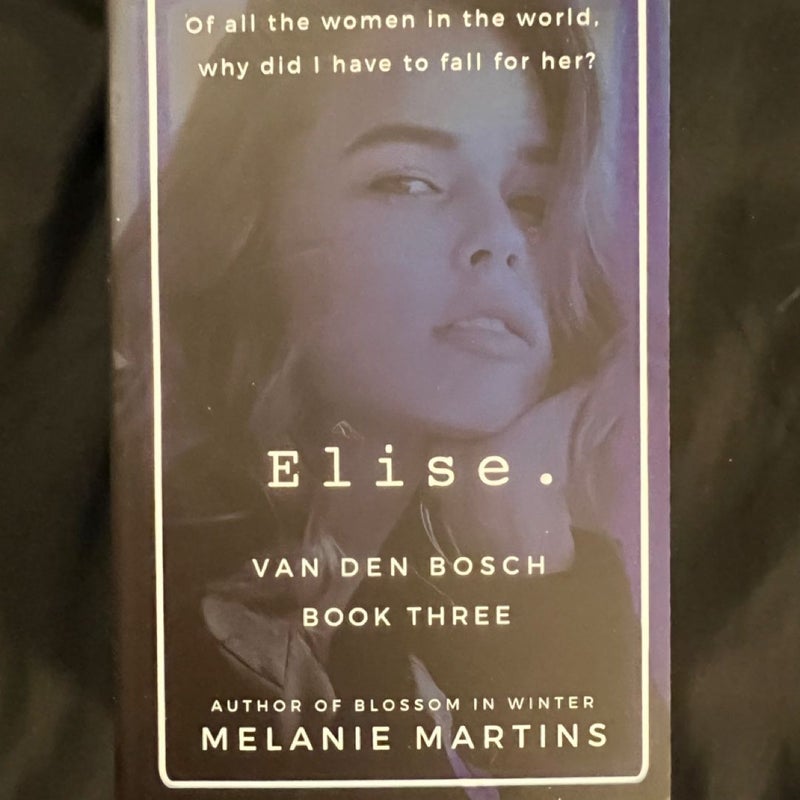 Of all the women in the world,
why did I have to fall for her?
Elise.
VAN DEN BOSCH
BOOK THREE
AUTHOR OF BLOSSOM IN WINTER
MELANIE MARTINS